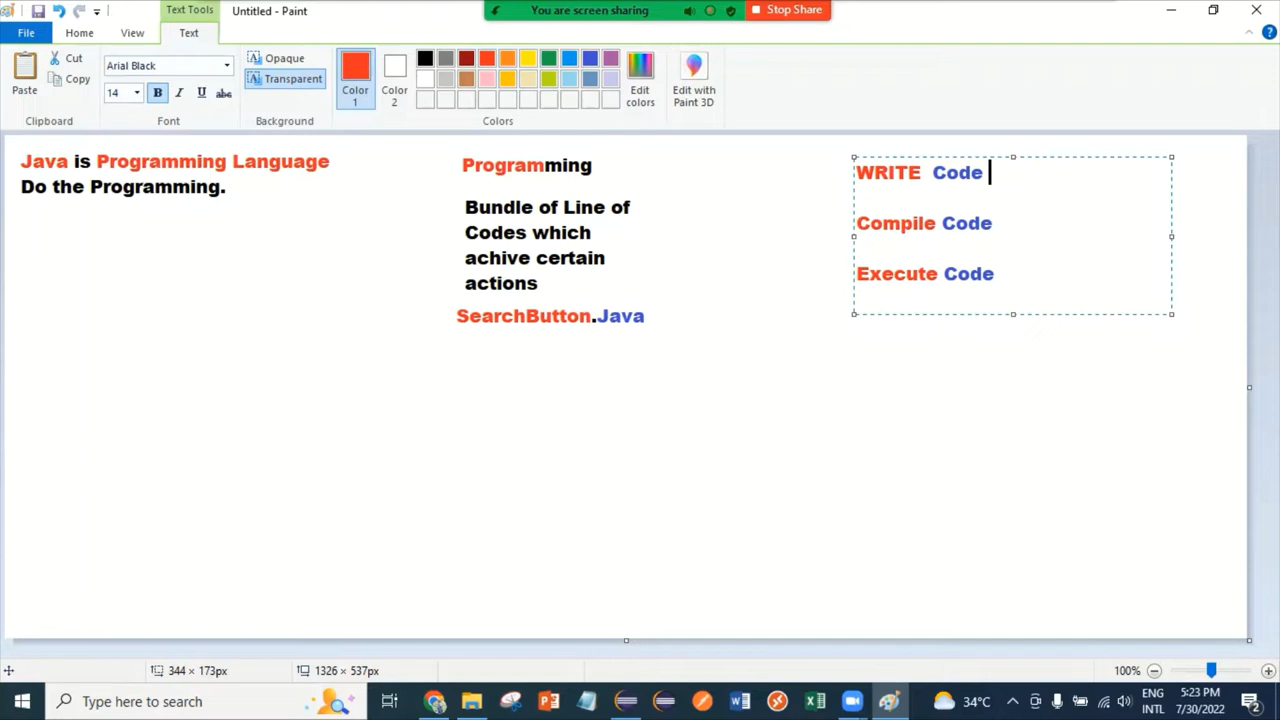 Text Tools
Untitled - Paint
You are screen sharing
Stop Share
File
Home
View
Text
Paste
Cut
Copy
Clipboard
Arial Black
14
B
I
U
abc
Font
Opaque
Transparent
Background
Color 1
Color 2
Edit colors
Colors
Edit with Paint 3D
Java is Programming Language
Do the Programming.
Programming
Bundle of Line of
Codes which
achive certain
actions
SearchButton.Java
WRITE Code
Compile Code
Execute Code
344 × 173px
1326 × 537px
100%
Type here to search
34°C
ENG
INTL
5:23 PM
7/30/2022
2